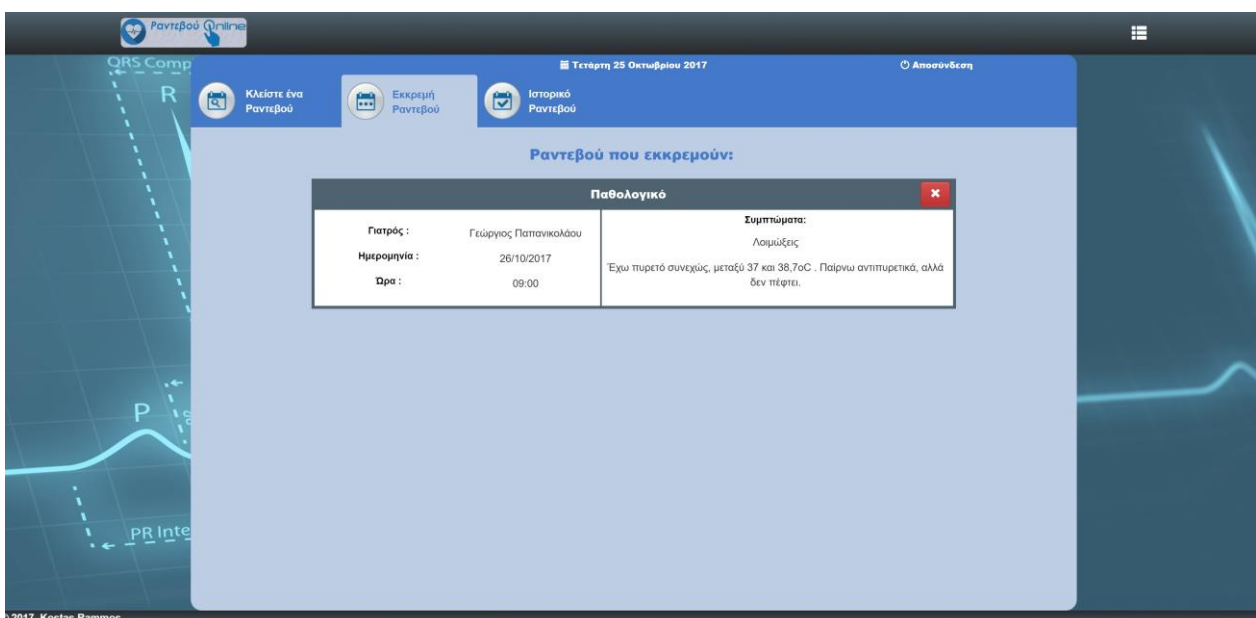 Ραντεβού Online
QRS Comp
Τετάρτη 25 Οκτωβρίου 2017
Αποσύνδεση
R
Κλείστε ένα
Ραντεβού
Εκκρεμή
Ραντεβού
Ιστορικό
Ραντεβού
Ραντεβού που εκκρεμούν:
Παθολογικό
Γιατρός :
Γεώργιος Παπανικολάου
Ημερομηνία :
26/10/2017
Ώρα :
09:00
Συμπτώματα:
Λοιμώξεις
Έχω πυρετό συνεχώς, μεταξύ 37 και 38,7οC . Παίρνω αντιπυρετικά, αλλά
δεν πέφτει.
P
PR Inte
2017 Kostas Rammos